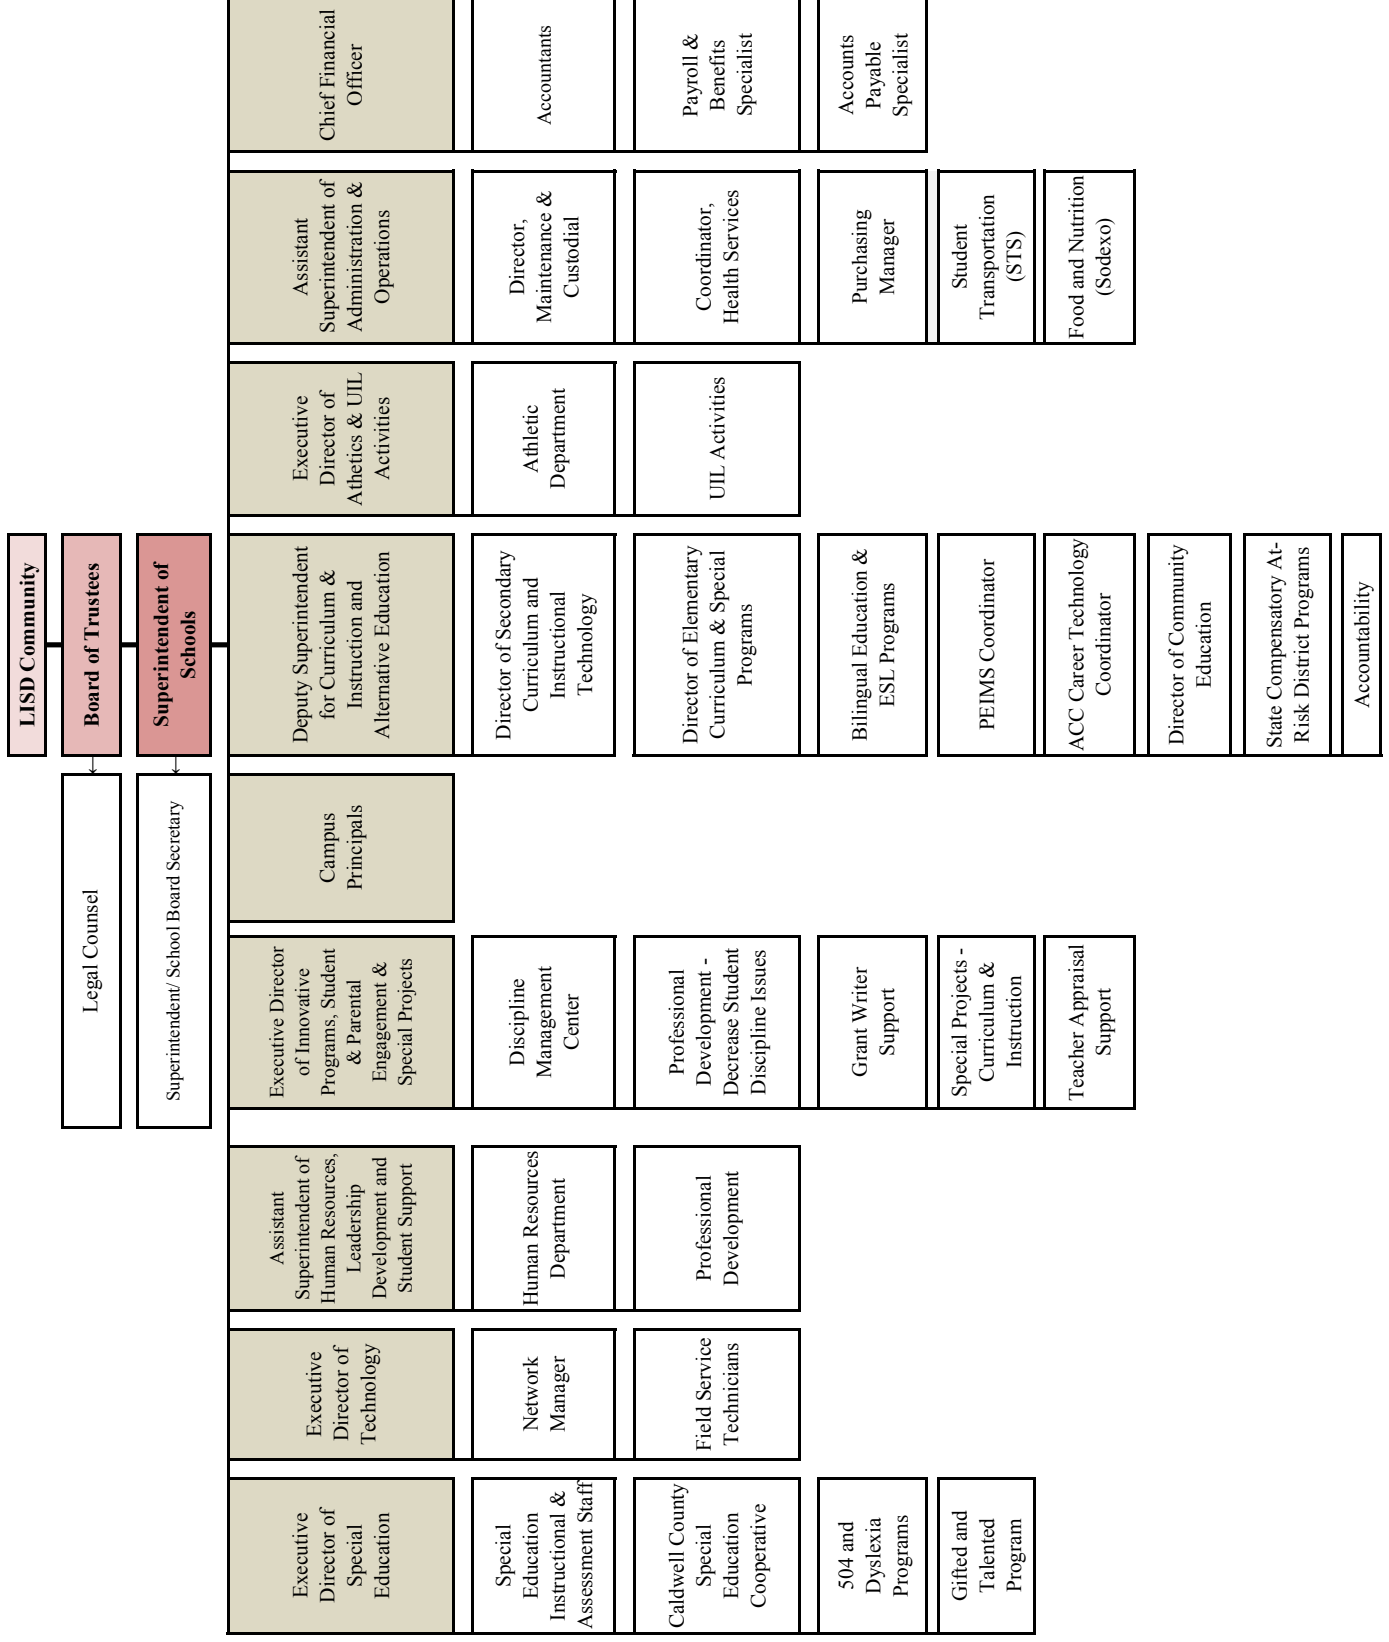 LISD Community
Board of Trustees
Legal Counsel
←
Superintendent of
Schools
Superintendent/ School Board Secretary
←
Executive
Director of
Special
Education
Special
Education
Instructional &
Assessment Staff
Caldwell County
Special
Education
Cooperative
504 and
Dyslexia
Programs
Gifted and
Talented
Program
Executive
Director of
Technology
Network
Manager
Field Service
Technicians
Assistant
Superintendent of
Human Resources,
Leadership
Development and
Student Support
Human Resources
Department
Professional
Development
Executive Director
of Innovative
Programs, Student
& Parental
Engagement &
Special Projects
Discipline
Management
Center
Professional
Development -
Decrease Student
Discipline Issues
Grant Writer
Support
Special Projects -
Curriculum &
Instruction
Teacher Appraisal
Support
Campus
Principals
Deputy Superintendent
for Curriculum &
Instruction and
Alternative Education
Director of Secondary
Curriculum and
Instructional
Technology
Director of Elementary
Curriculum & Special
Programs
Bilingual Education &
ESL Programs
PEIMS Coordinator
ACC Career Technology
Coordinator
Director of Community
Education
State Compensatory At-
Risk District Programs
Accountability
Executive
Director of
Athetics & UIL
Activities
Athletic
Department
UIL Activities
Assistant
Superintendent of
Administration &
Operations
Director,
Maintenance &
Custodial
Coordinator,
Health Services
Purchasing
Manager
Student
Transportation
(STS)
Food and Nutrition
(Sodexo)
Chief Financial
Officer
Accountants
Payroll &
Benefits
Specialist
Accounts
Payable
Specialist